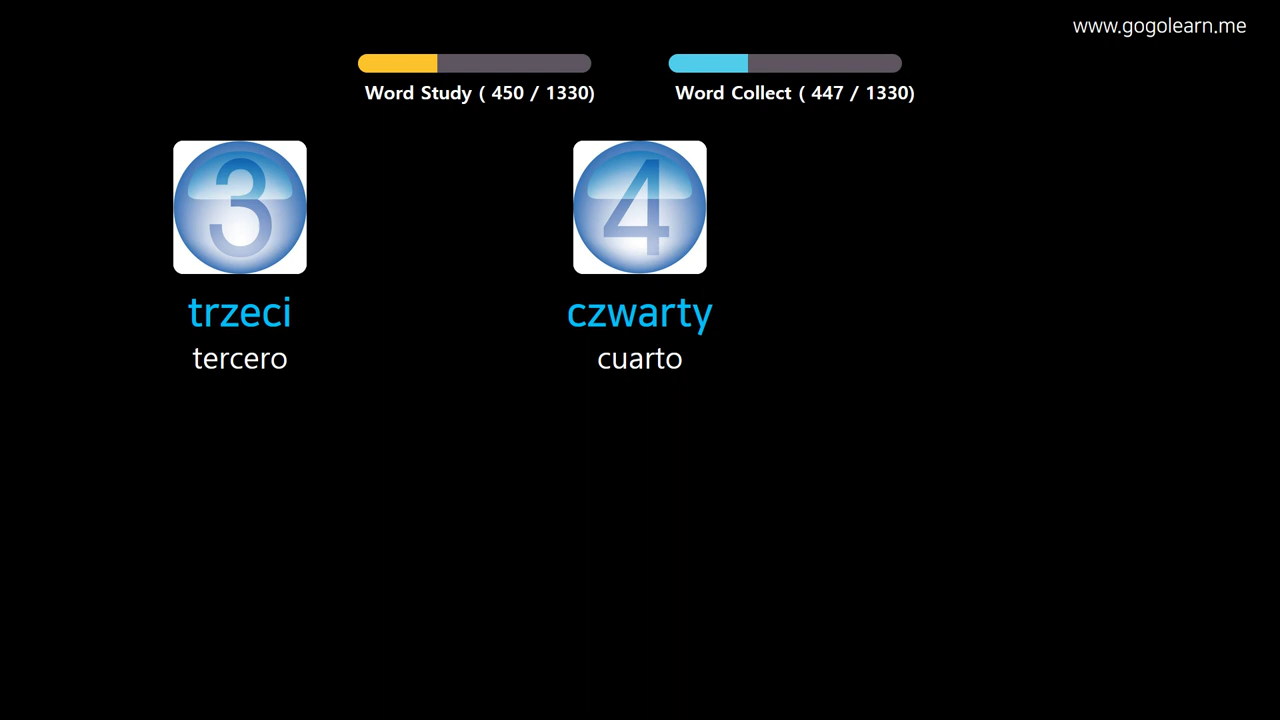 www.gogolearn.me
Word Study ( 450 / 1330)
Word Collect ( 447 / 1330)
3
4
trzeci
czwarty
tercero
cuarto